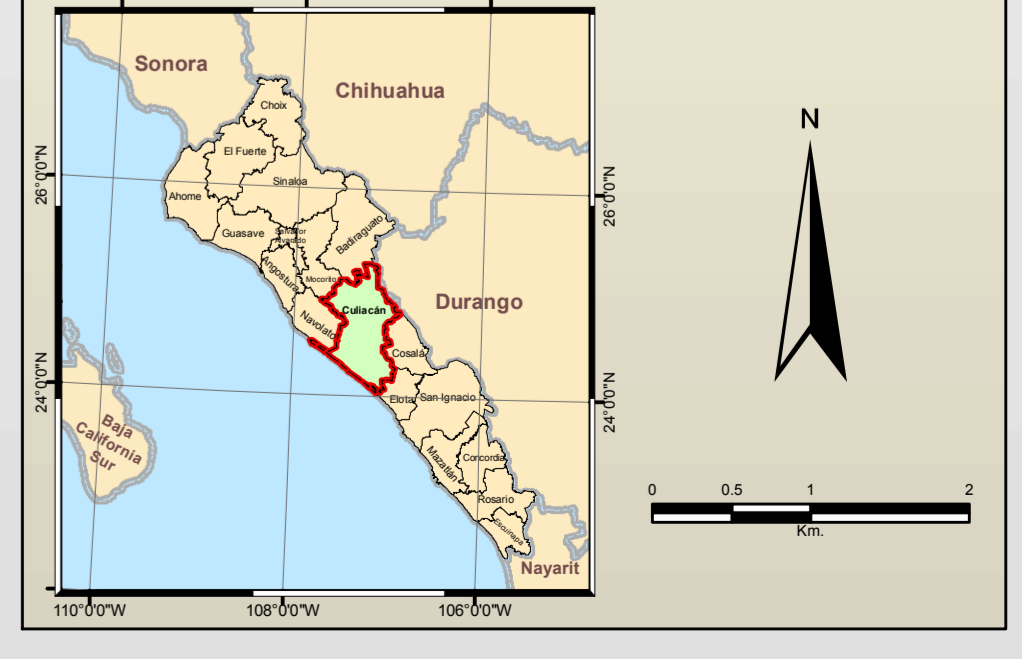 Sonora
Chihuahua
Choix
El Fuerte
Sinaloa
Ahome
Guasave
Salvador
Alvarado
Badiraguato
Angostura
Mocorito
Culiacán
Navolato
Durango
Cosalá
Elota
San Ignacio
Baja
California
Sur
Mazatlán
Concordia
Rosario
Escuinapa
Nayarit
26°0'0"N
24°0'0"N
26°0'0"N
24°0'0"N
110°0'0"W
108°0'0"W
106°0'0"W
N
0
0.5
1
2
Km.